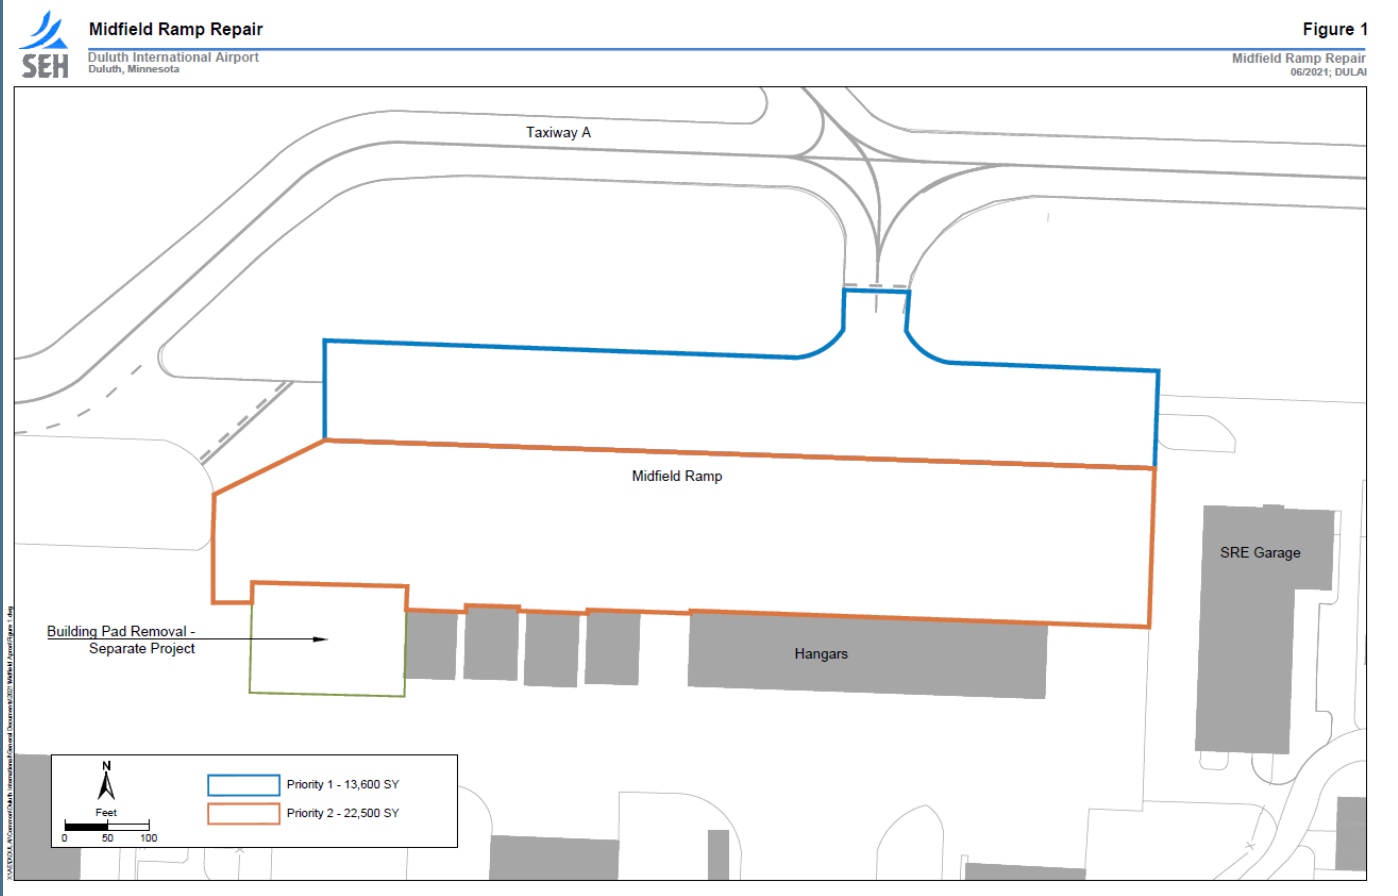 SEH
Midfield Ramp Repair
Figure 1
Duluth International Airport
Duluth, Minnesota
Midfield Ramp Repair
06/2021; DULAI
Taxiway A
Midfield Ramp
SRE Garage
Building Pad Removal -
Separate Project
Hangars
N
Feet
0 50 100
Priority 1 - 13,600 SY
Priority 2 - 22,500 SY